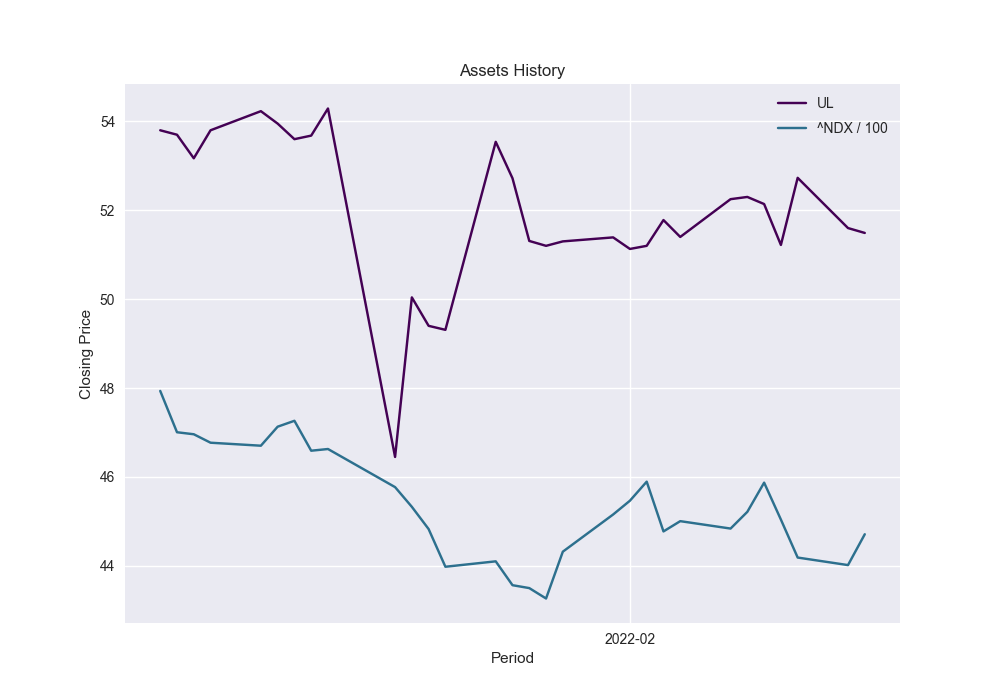 Assets History
UL
^NDX / 100
Closing Price
54
52
50
48
46
44
2022-02
Period